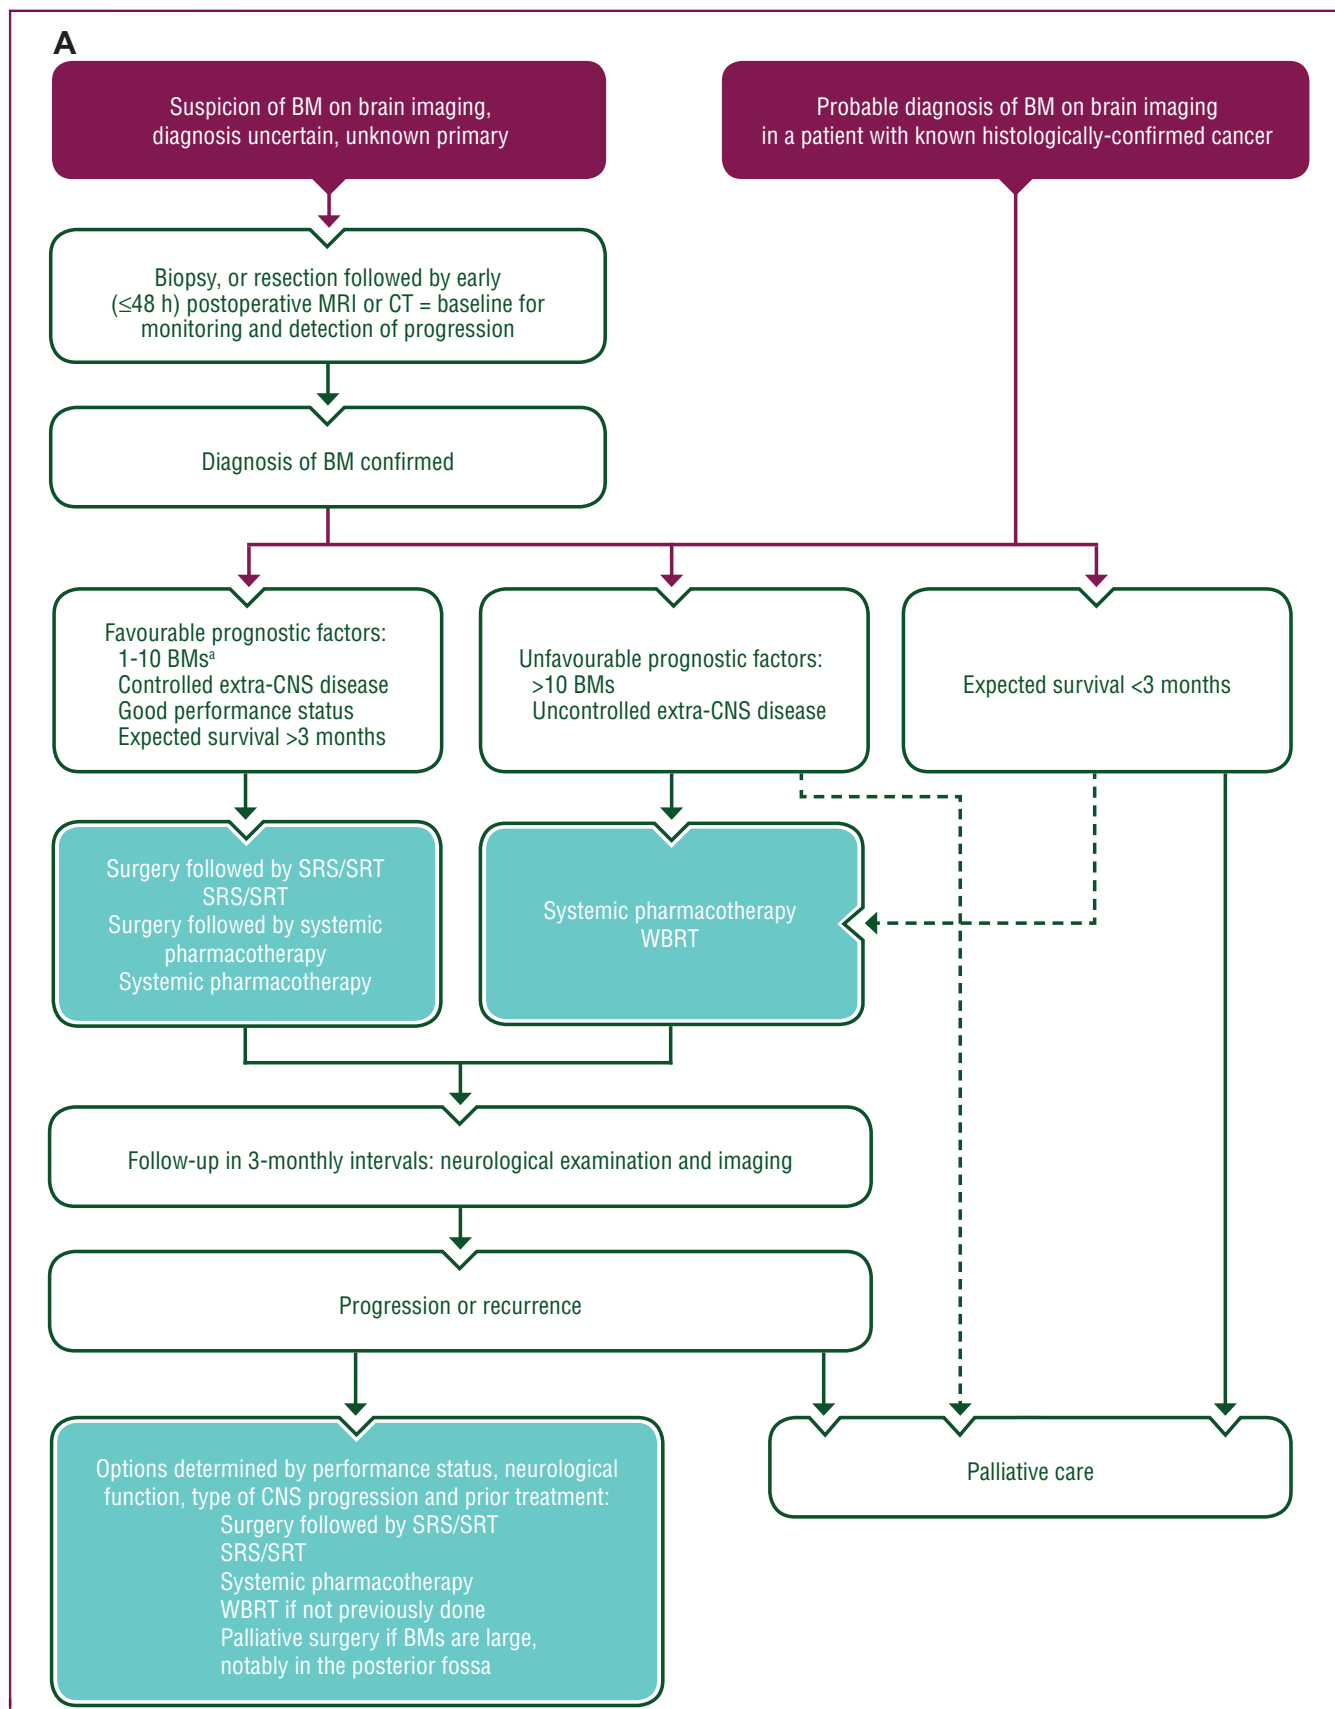 A
Suspicion of BM on brain imaging,
diagnosis uncertain, unknown primary
Probable diagnosis of BM on brain imaging
in a patient with known histologically-confirmed cancer
Biopsy, or resection followed by early
(≤48 h) postoperative MRI or CT = baseline for
monitoring and detection of progression
Diagnosis of BM confirmed
Favourable prognostic factors:
1-10 BMsᵃ
Controlled extra-CNS disease
Good performance status
Expected survival >3 months
Unfavourable prognostic factors:
>10 BMs
Uncontrolled extra-CNS disease
Expected survival <3 months
Surgery followed by SRS/SRT
SRS/SRT
Surgery followed by systemic
pharmacotherapy
Systemic pharmacotherapy
Systemic pharmacotherapy
WBRT
Follow-up in 3-monthly intervals: neurological examination and imaging
Progression or recurrence
Options determined by performance status, neurological
function, type of CNS progression and prior treatment:
Surgery followed by SRS/SRT
SRS/SRT
Systemic pharmacotherapy
WBRT if not previously done
Palliative surgery if BMs are large,
notably in the posterior fossa
Palliative care